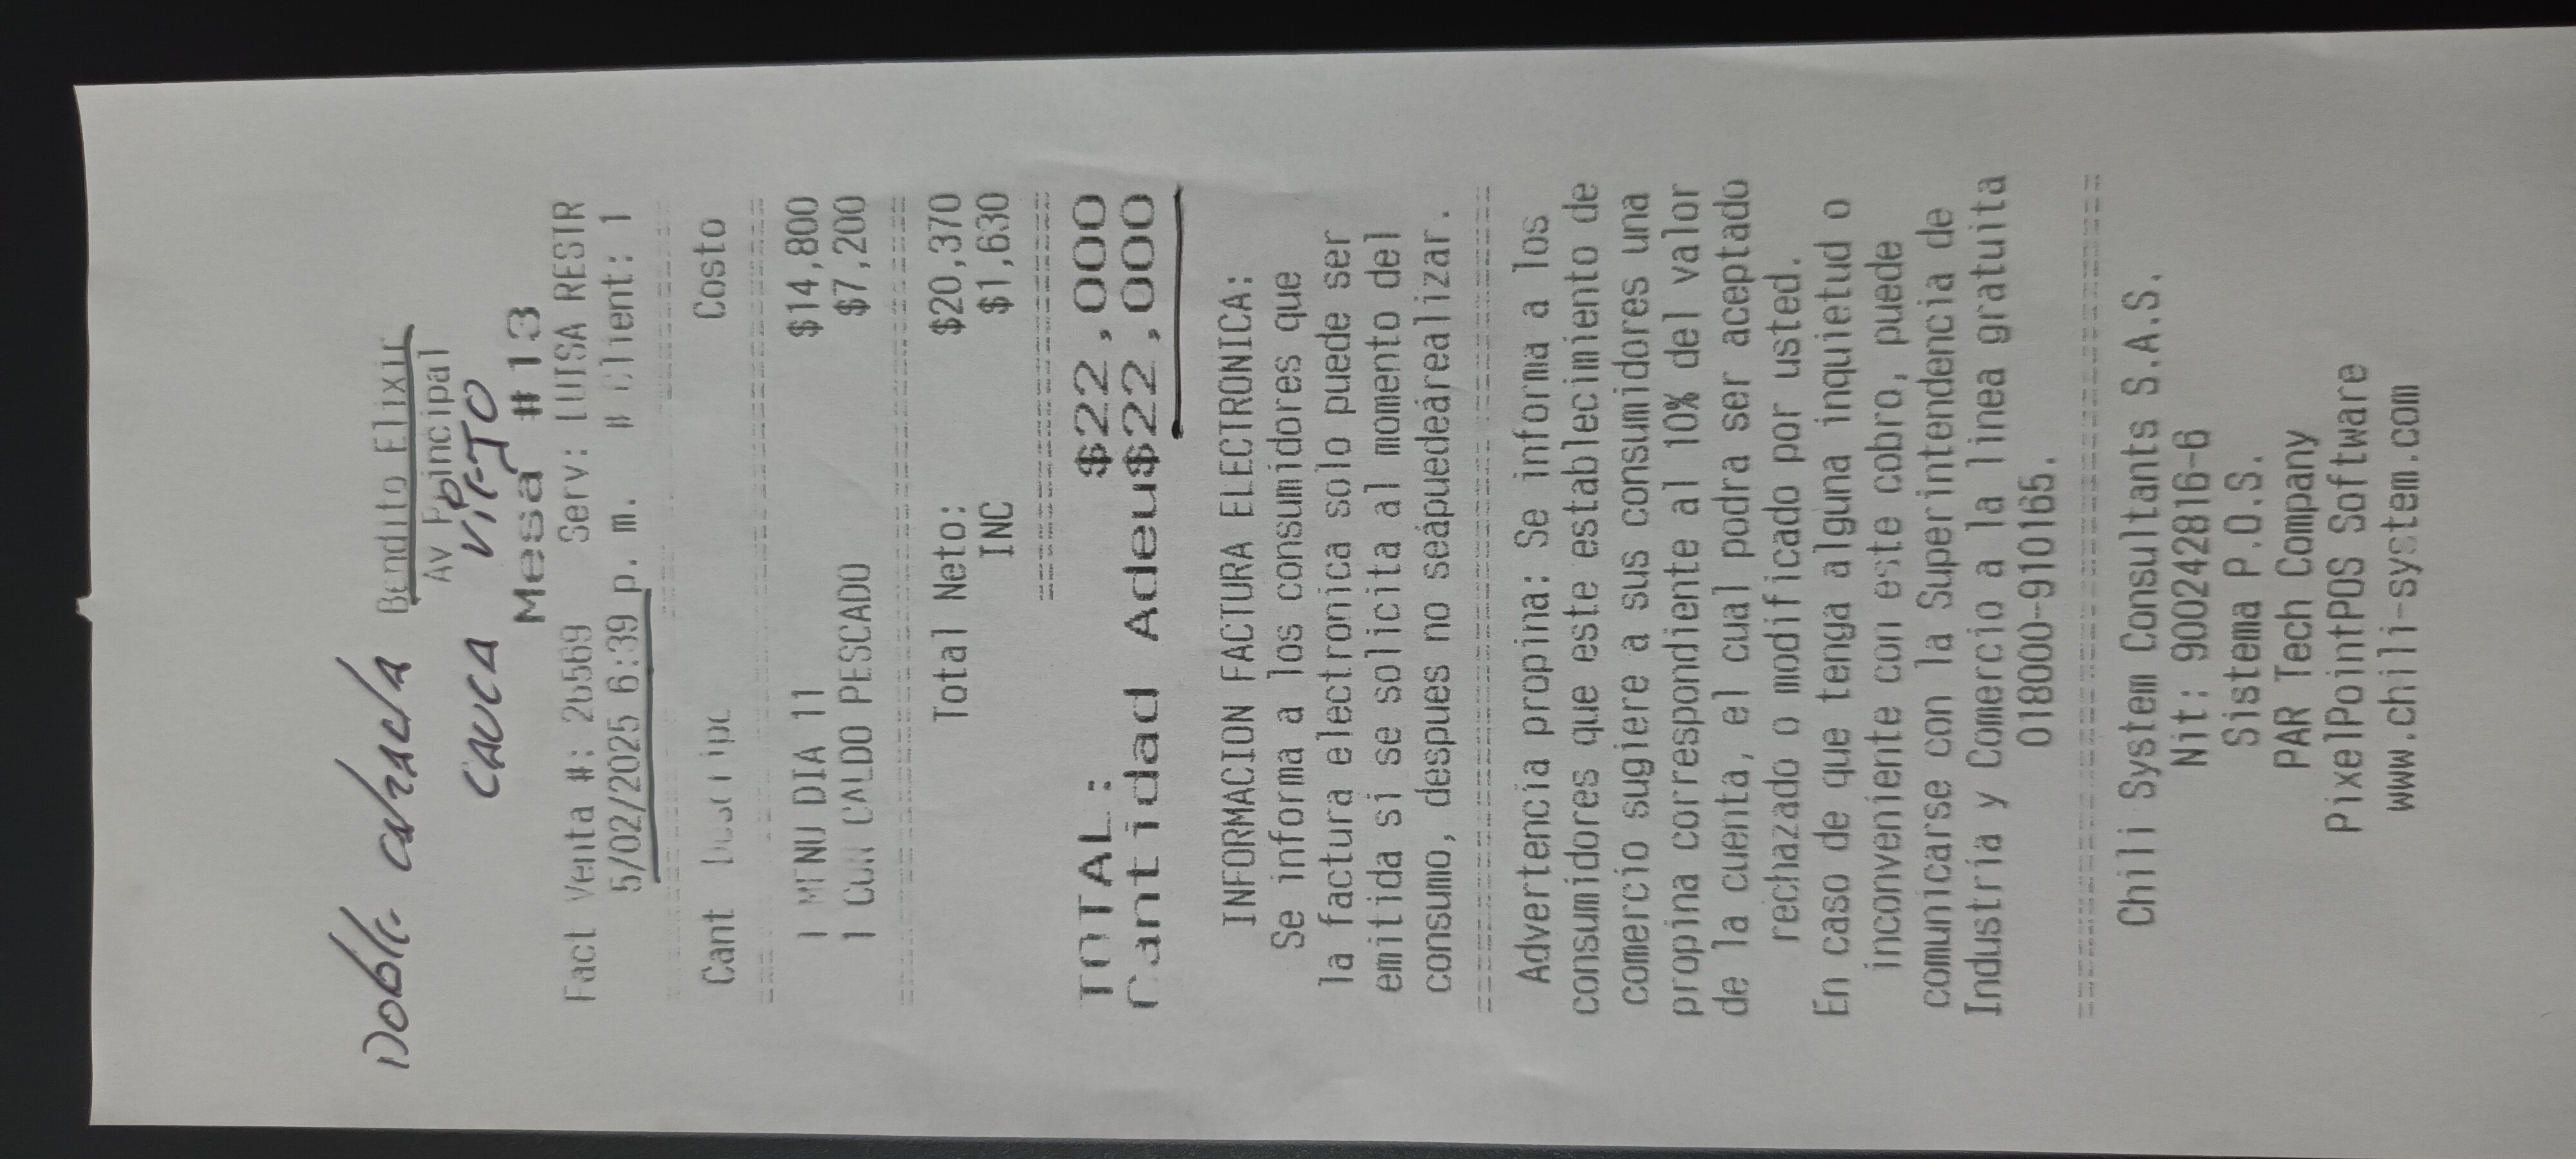 Doble calzada Bendito Elixir
Av Principal
CAUCA VIEJO
Mesa #13
Fact Venta #: 26569 Serv: LUISA RESTR
5/02/2025 6:39 p. m. # Client: 1
Cant Descripc Costo
1 MENU DIA 11 $14,800
1 CON CALDO PESCADO $7,200
Total Neto: $20,370
INC $1,630
TOTAL: $22,000
Cantidad Adeu$22,000
INFORMACION FACTURA ELECTRONICA:
Se informa a los consumidores que
la factura electronica solo puede ser
emitida si se solicita al momento del
consumo, despues no seápuedeárealizar.
Advertencia propina: Se informa a los
consumidores que este establecimiento de
comercio sugiere a sus consumidores una
propina correspondiente al 10% del valor
de la cuenta, el cual podra ser aceptado
rechazado o modificado por usted.
En caso de que tenga alguna inquietud o
inconveniente con este cobro, puede
comunicarse con la Superintendencia de
Industria y Comercio a la linea gratuita
018000-910165.
Chili System Consultants S.A.S.
Nit: 900242816-6
Sistema P.O.S.
PAR Tech Company
PixelPointPOS Software
www.chili-system.com